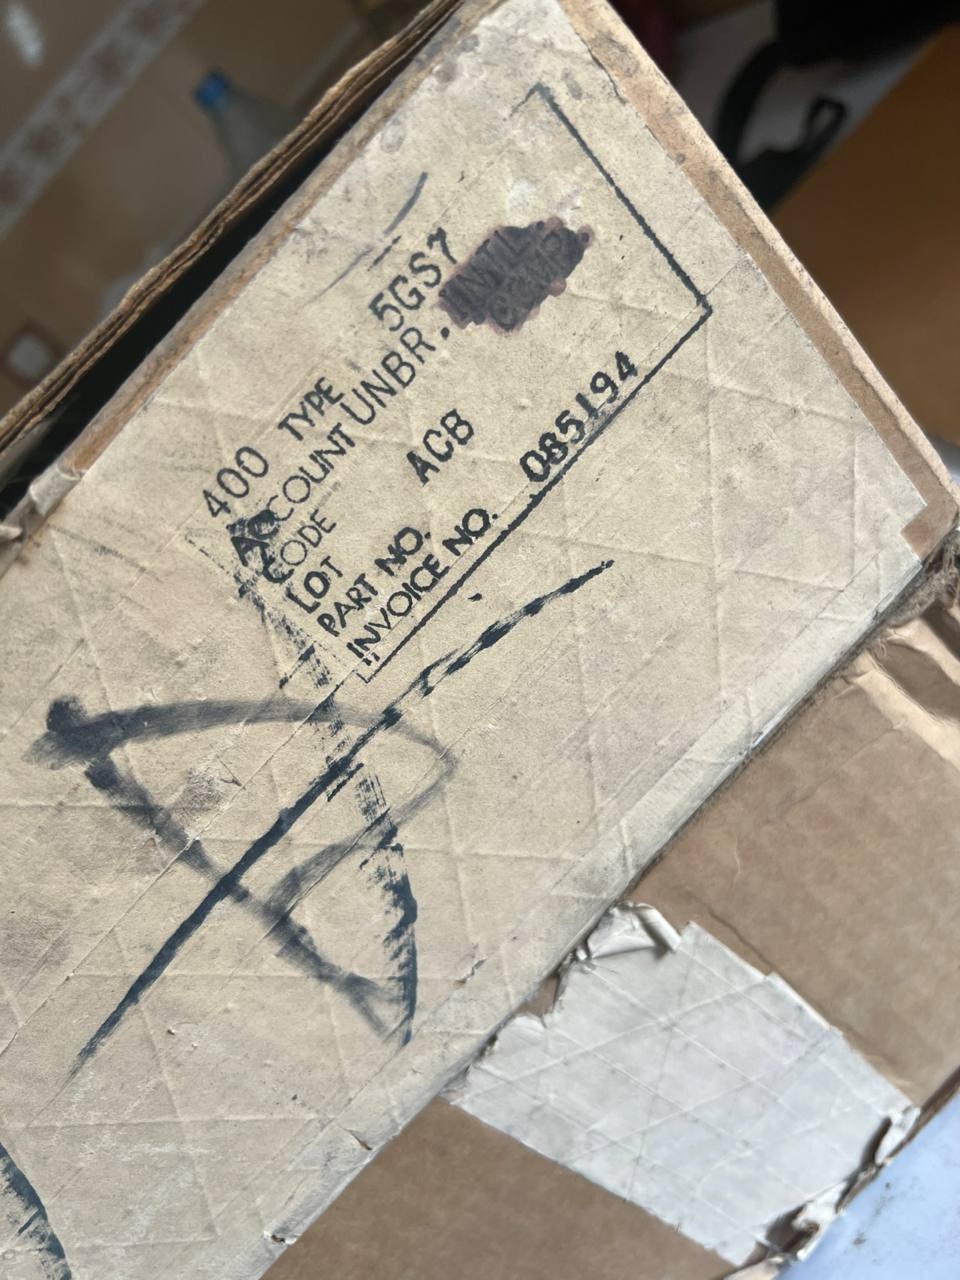 400 TYPE 5GS7
ACCOUNT UNBR.
CODE
LOT ACB
PART NO.
INVOICE NO. 085194